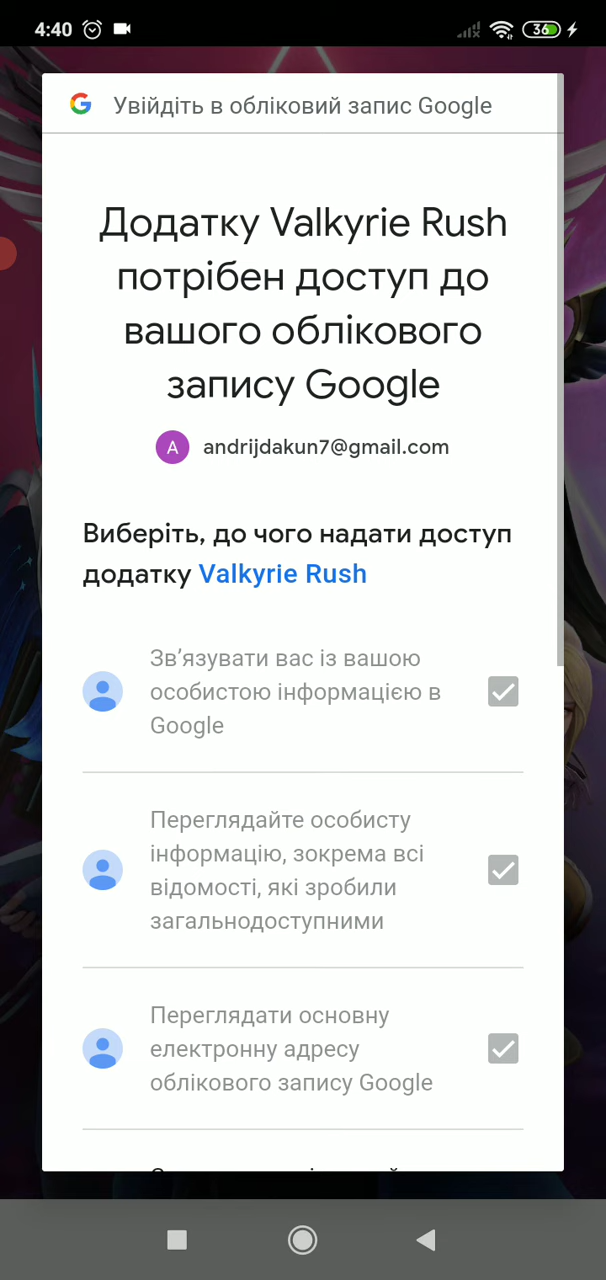 4:40
36
Увійдіть в обліковий запис Google
Додатку Valkyrie Rush
потрібен доступ до
вашого облікового
запису Google
A
andrijdakun7@gmail.com
Виберіть, до чого надати доступ
додатку Valkyrie Rush
Зв’язувати вас із вашою
особистою інформацією в
Google
Переглядайте особисту
інформацію, зокрема всі
відомості, які зробили
загальнодоступними
Переглядати основну
електронну адресу
облікового запису Google